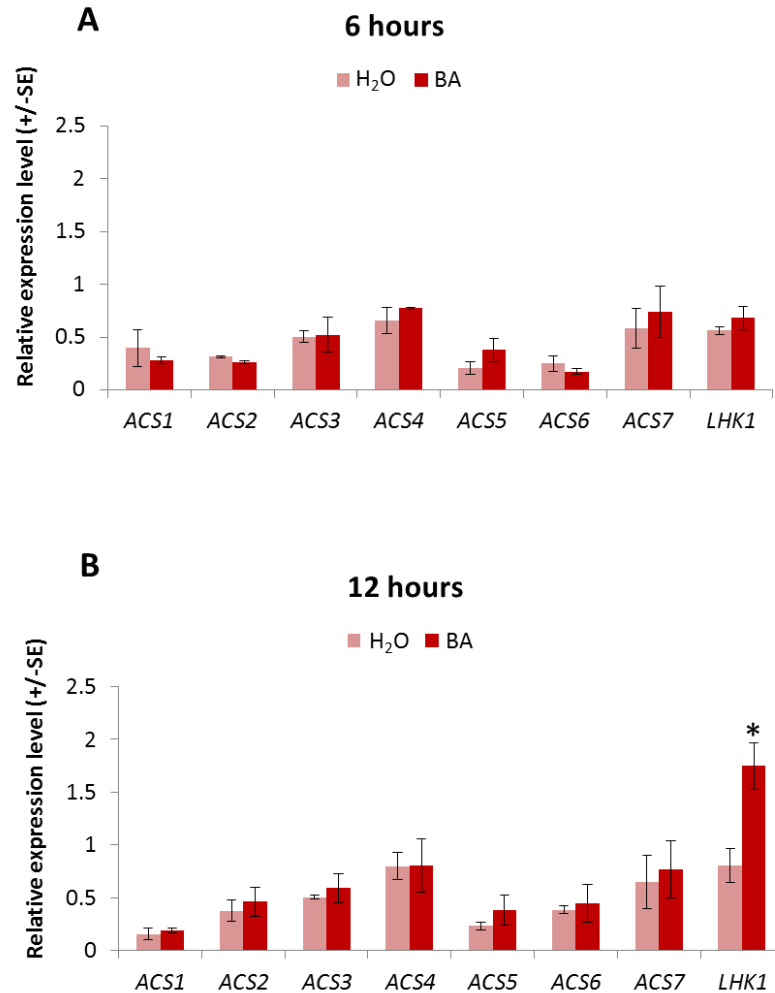 A
6 hours
H₂O BA
Relative expression level (+/-SE)
2.5
2
1.5
1
0.5
0
ACS1 ACS2 ACS3 ACS4 ACS5 ACS6 ACS7 LHK1
B
12 hours
H₂O BA
Relative expression level (+/-SE)
2.5
2
1.5
1
0.5
0
*
ACS1 ACS2 ACS3 ACS4 ACS5 ACS6 ACS7 LHK1